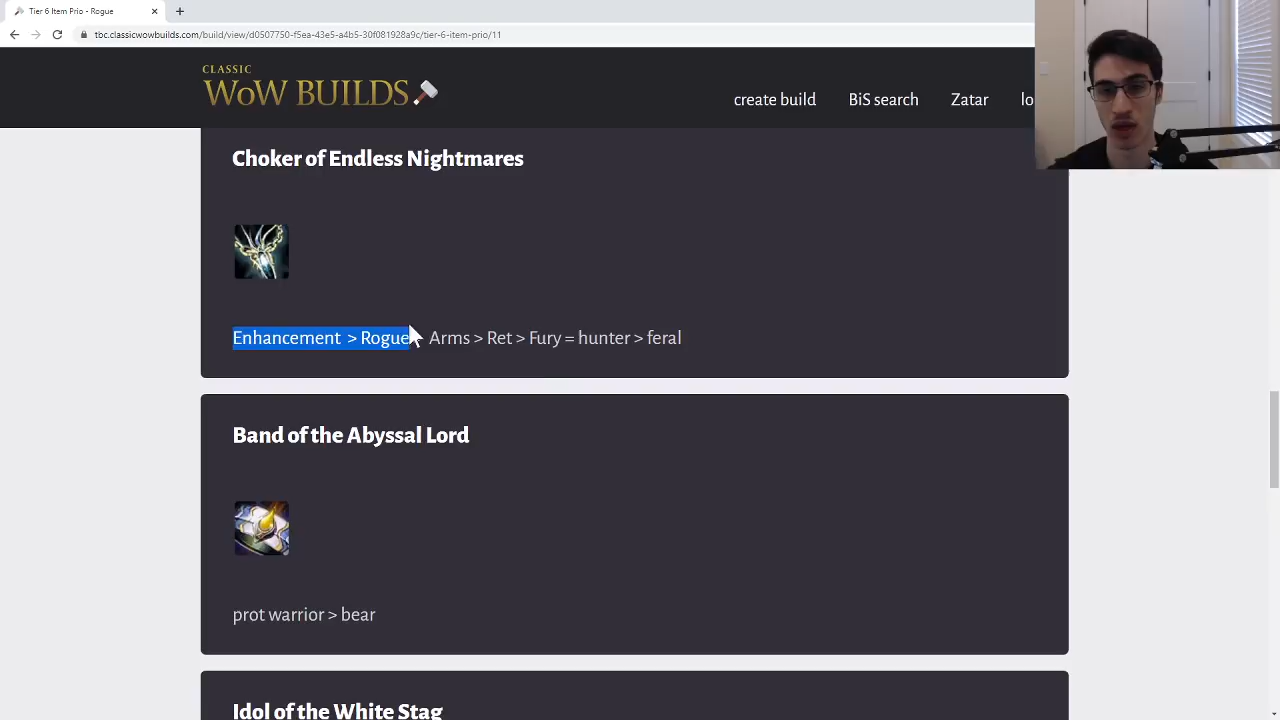 Tier 6 Item Prio - Rogue
tbc.classicwowbuilds.com/build/view/d0507750-f5ea-43e5-a4b5-30f081928a9c/tier-6-item-prio/11
CLASSIC
WoW BUILDS
create build BiS search Zatar lo
Choker of Endless Nightmares
Enhancement > Rogue Arms > Ret > Fury = hunter > feral
Band of the Abyssal Lord
prot warrior > bear
Idol of the White Stag